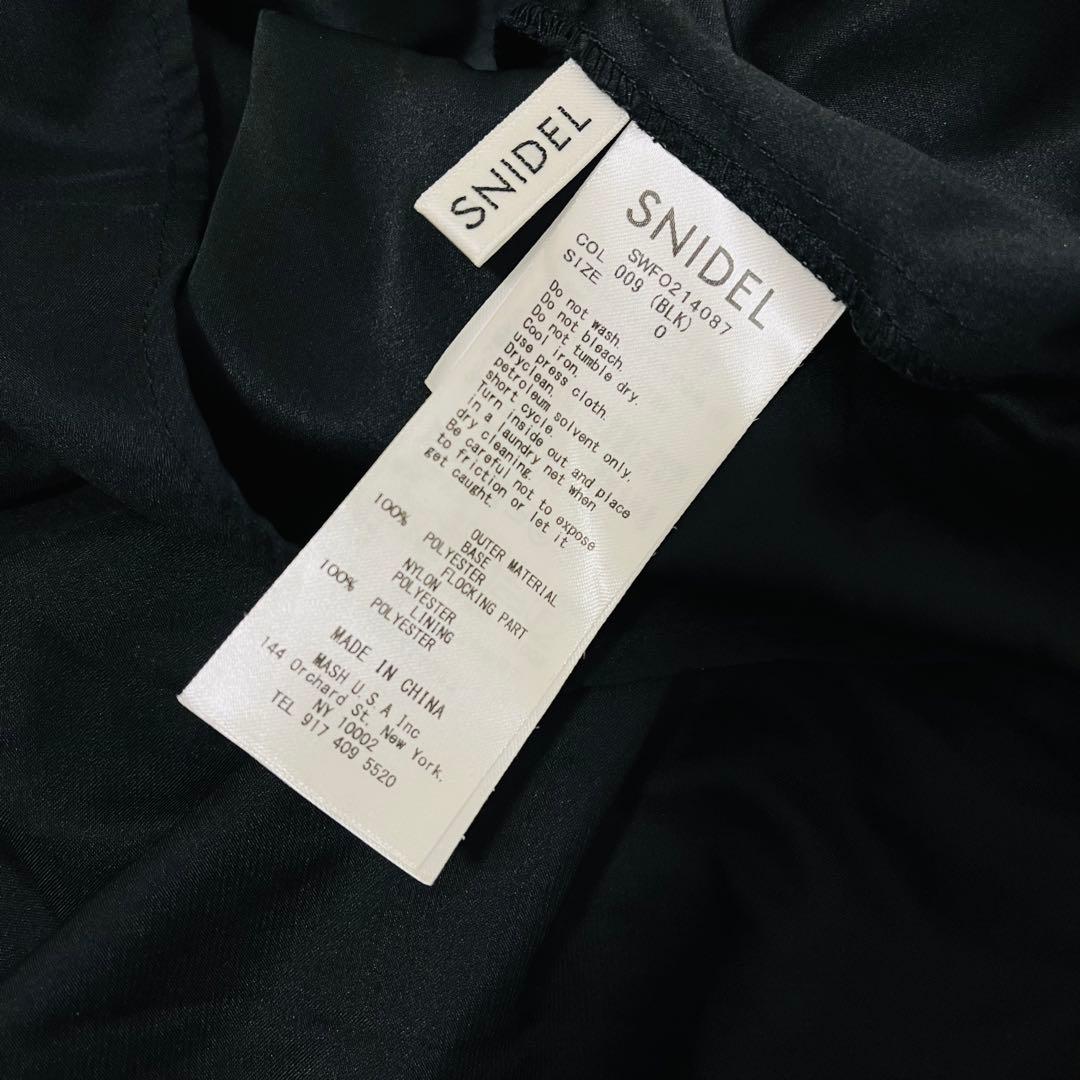 SNIDEL
SNIDEL
SWFO214087
COL 009 (BLK)
SIZE 0
Do not wash.
Do not bleach.
Do not tumble dry.
Cool iron.
use press cloth.
Dryclean.
petroleum solvent only.
short cycle.
Turn inside out and place
in a laundry net when
dry cleaning.
Be careful not to expose
to friction or let it
get caught.
OUTER MATERIAL
BASE
100% POLYESTER
FLOCKING PART
NYLON
POLYESTER
LINING
100% POLYESTER
MADE IN CHINA
MASH U.S.A Inc
144 Orchard St, New York.
NY 10002
TEL 917 409 5520